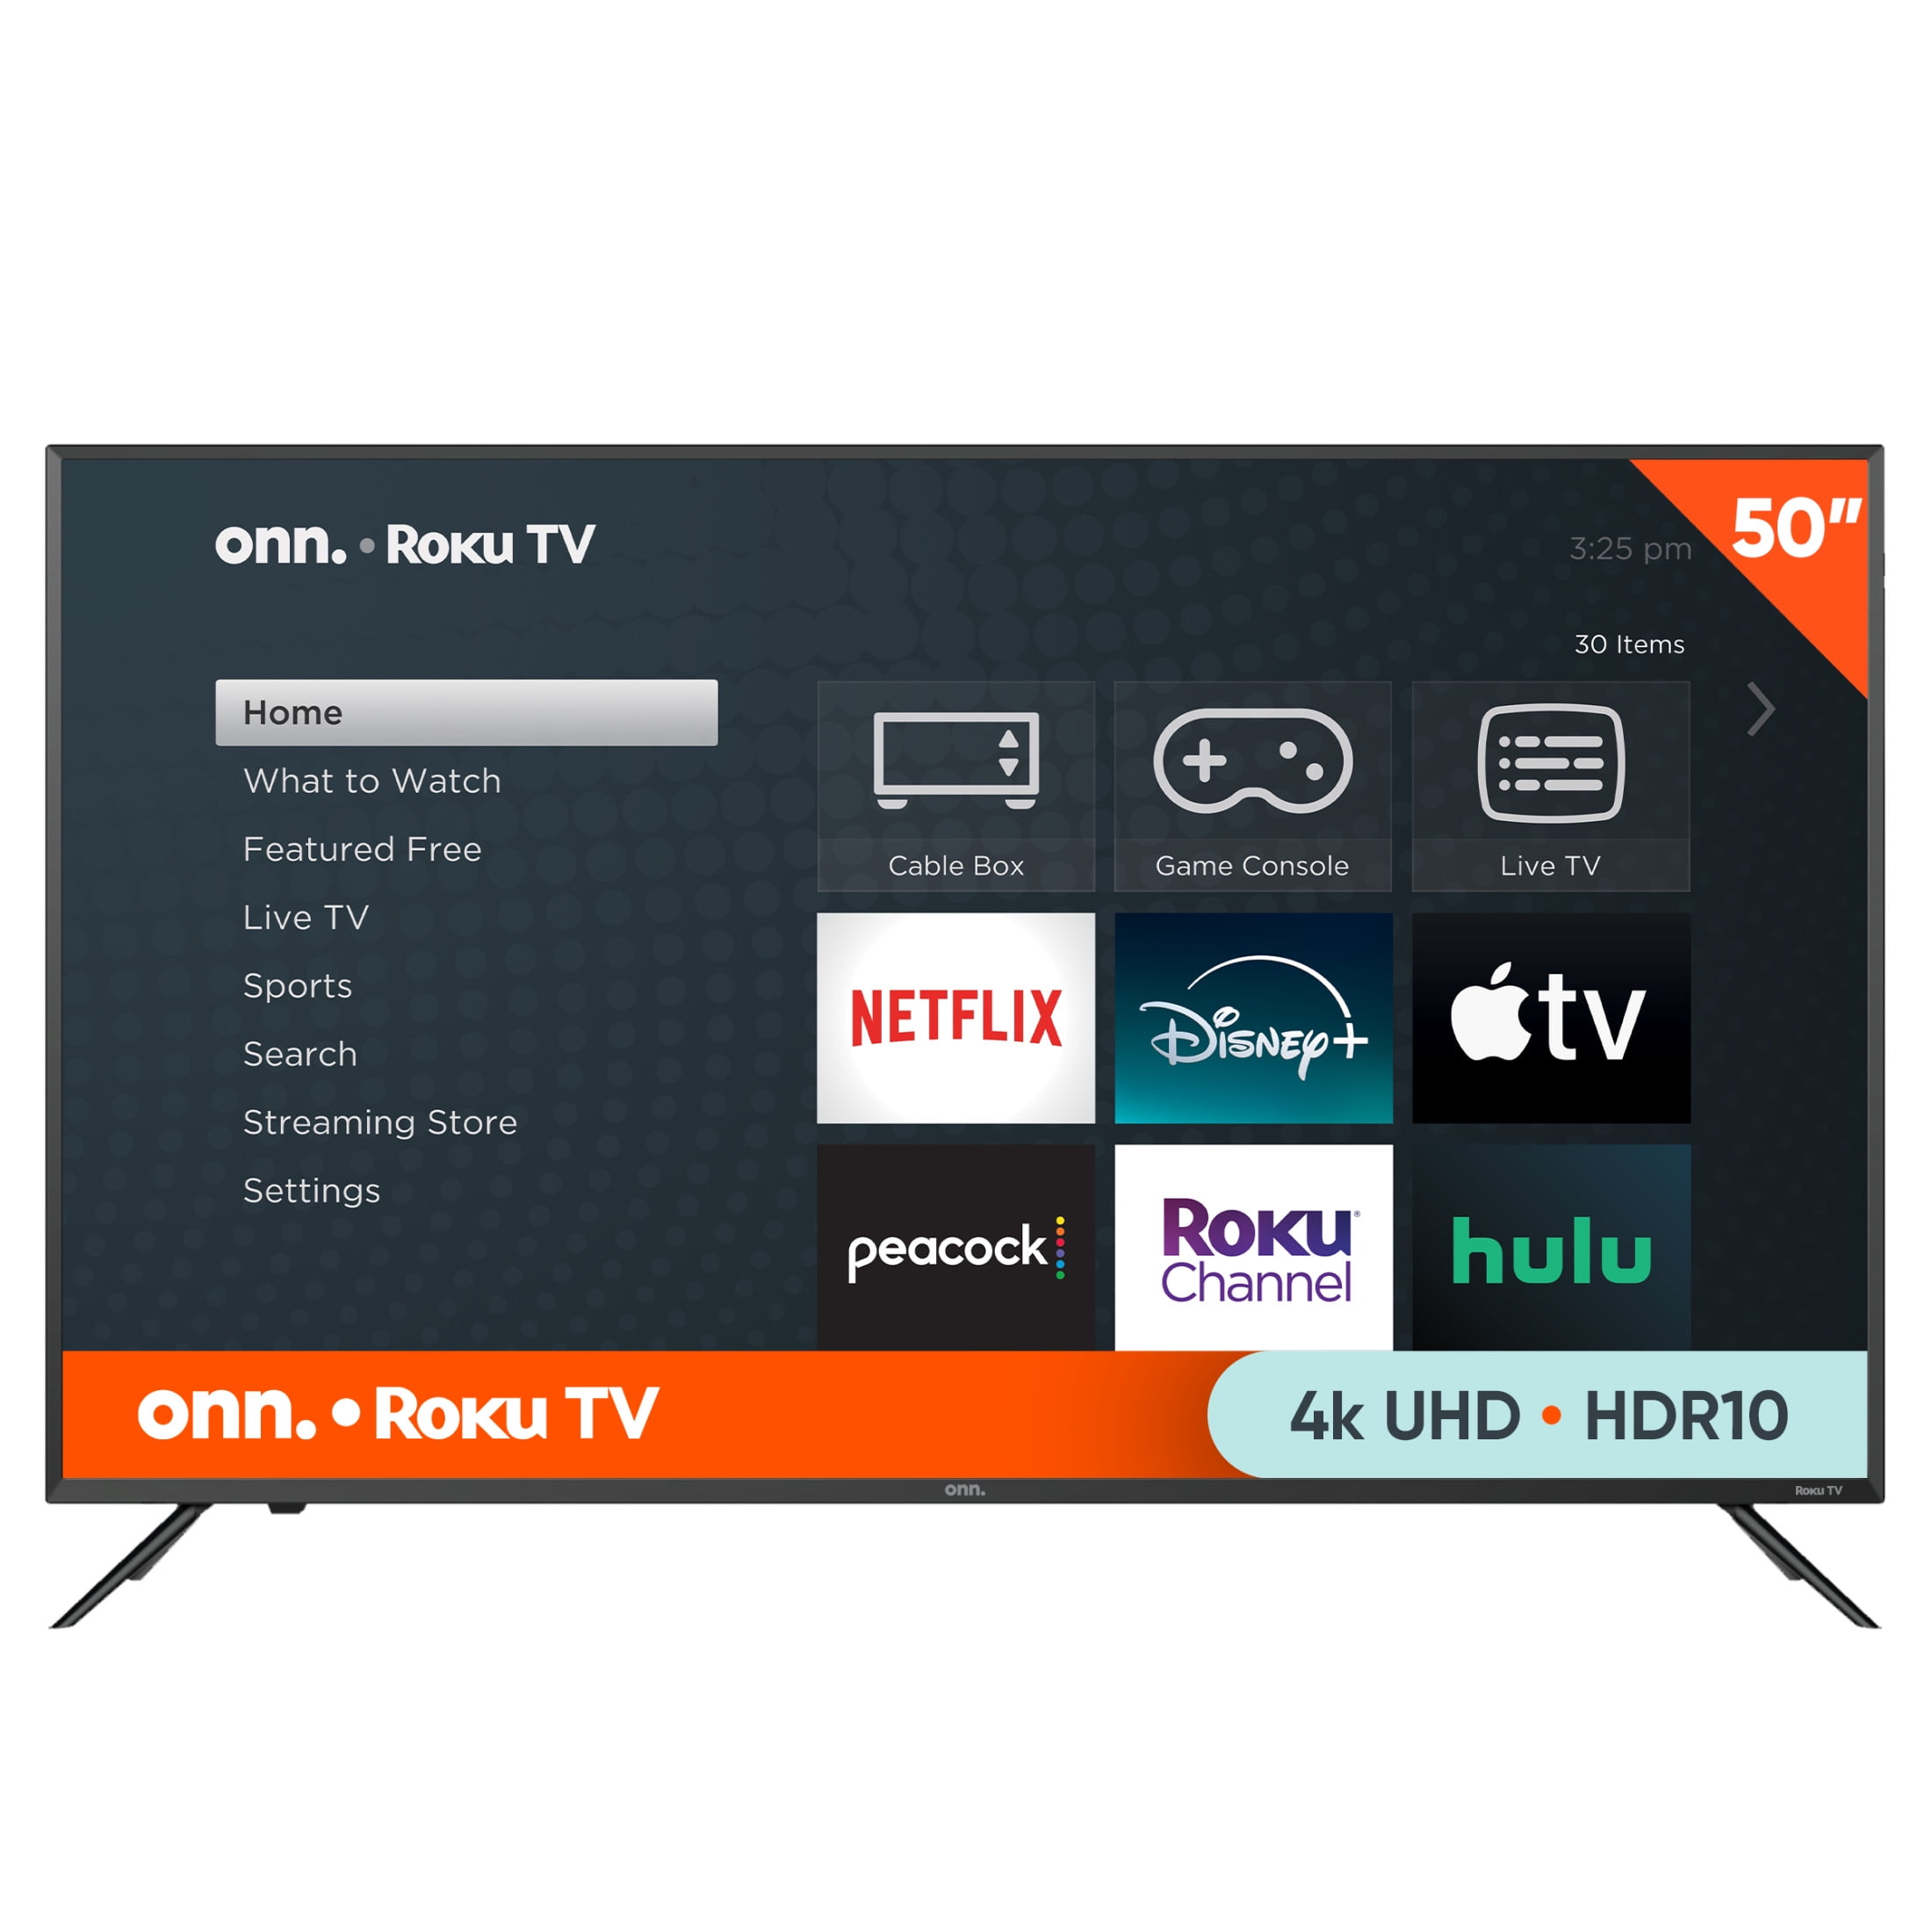 onn. • Roku TV
3:25 pm
50"
30 Items
Home
What to Watch
Featured Free
Live TV
Sports
Search
Streaming Store
Settings
Cable Box
Game Console
Live TV
NETFLIX
Disney+
tv
peacock
Roku
Channel
hulu
onn. • Roku TV
4k UHD • HDR10
onn.
Roku TV